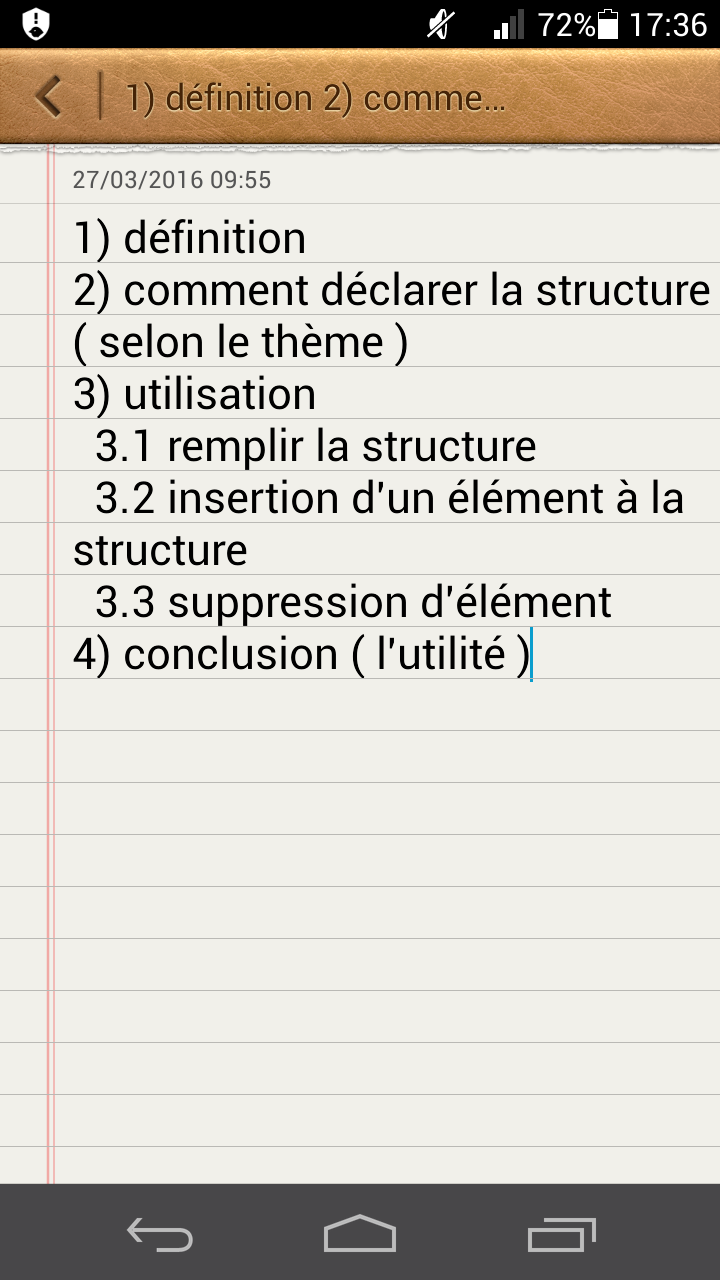 72% 17:36
1) définition 2) comme...
27/03/2016 09:55
1) définition
2) comment déclarer la structure
( selon le thème )
3) utilisation
3.1 remplir la structure
3.2 insertion d'un élément à la
structure
3.3 suppression d'élément
4) conclusion ( l'utilité )